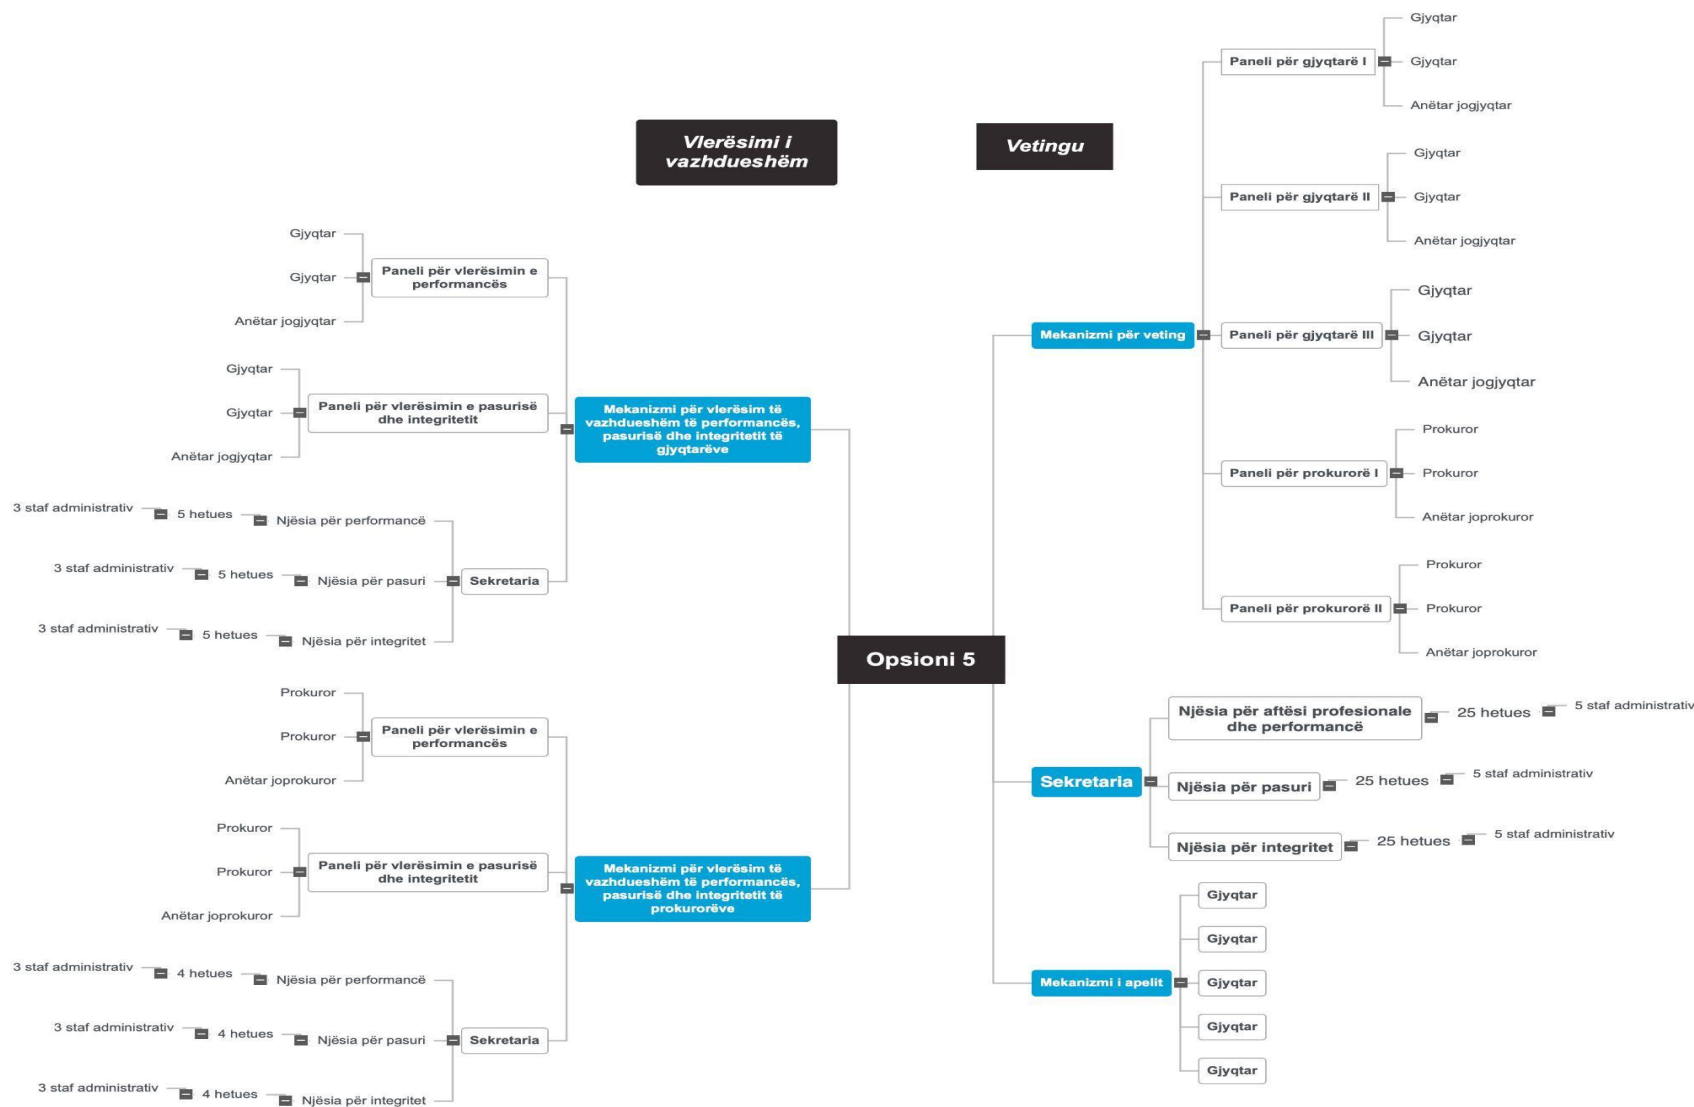 Vlerësimi i
vazhdueshëm
Gjyqtar
Gjyqtar
Anëtar jogjyqtar
Paneli për vlerësimin e
performancës
Gjyqtar
Gjyqtar
Anëtar jogjyqtar
Paneli për vlerësimin e pasurisë
dhe integritetit
Mekanizmi për vlerësim të
vazhdueshëm të performancës,
pasurisë dhe integritetit të
gjyqtarëve
3 staf administrativ
5 hetues
Njësia për performancë
3 staf administrativ
5 hetues
Njësia për pasuri
Sekretaria
3 staf administrativ
5 hetues
Njësia për integritet
Prokuror
Prokuror
Anëtar joprokuror
Paneli për vlerësimin e
performancës
Prokuror
Prokuror
Anëtar joprokuror
Paneli për vlerësimin e pasurisë
dhe integritetit
Mekanizmi për vlerësim të
vazhdueshëm të performancës,
pasurisë dhe integritetit të
prokurorëve
3 staf administrativ
4 hetues
Njësia për performancë
3 staf administrativ
4 hetues
Njësia për pasuri
Sekretaria
3 staf administrativ
4 hetues
Njësia për integritet
Opsioni 5
Vetingu
Mekanizmi për veting
Paneli për gjyqtarë I
Gjyqtar
Gjyqtar
Anëtar jogjyqtar
Paneli për gjyqtarë II
Gjyqtar
Gjyqtar
Anëtar jogjyqtar
Paneli për gjyqtarë III
Gjyqtar
Gjyqtar
Anëtar jogjyqtar
Paneli për prokurorë I
Prokuror
Prokuror
Anëtar joprokuror
Paneli për prokurorë II
Prokuror
Prokuror
Anëtar joprokuror
Sekretaria
Njësia për aftësi profesionale
dhe performancë
25 hetues
5 staf administrativ
Njësia për pasuri
25 hetues
5 staf administrativ
Njësia për integritet
25 hetues
5 staf administrativ
Mekanizmi i apelit
Gjyqtar
Gjyqtar
Gjyqtar
Gjyqtar
Gjyqtar